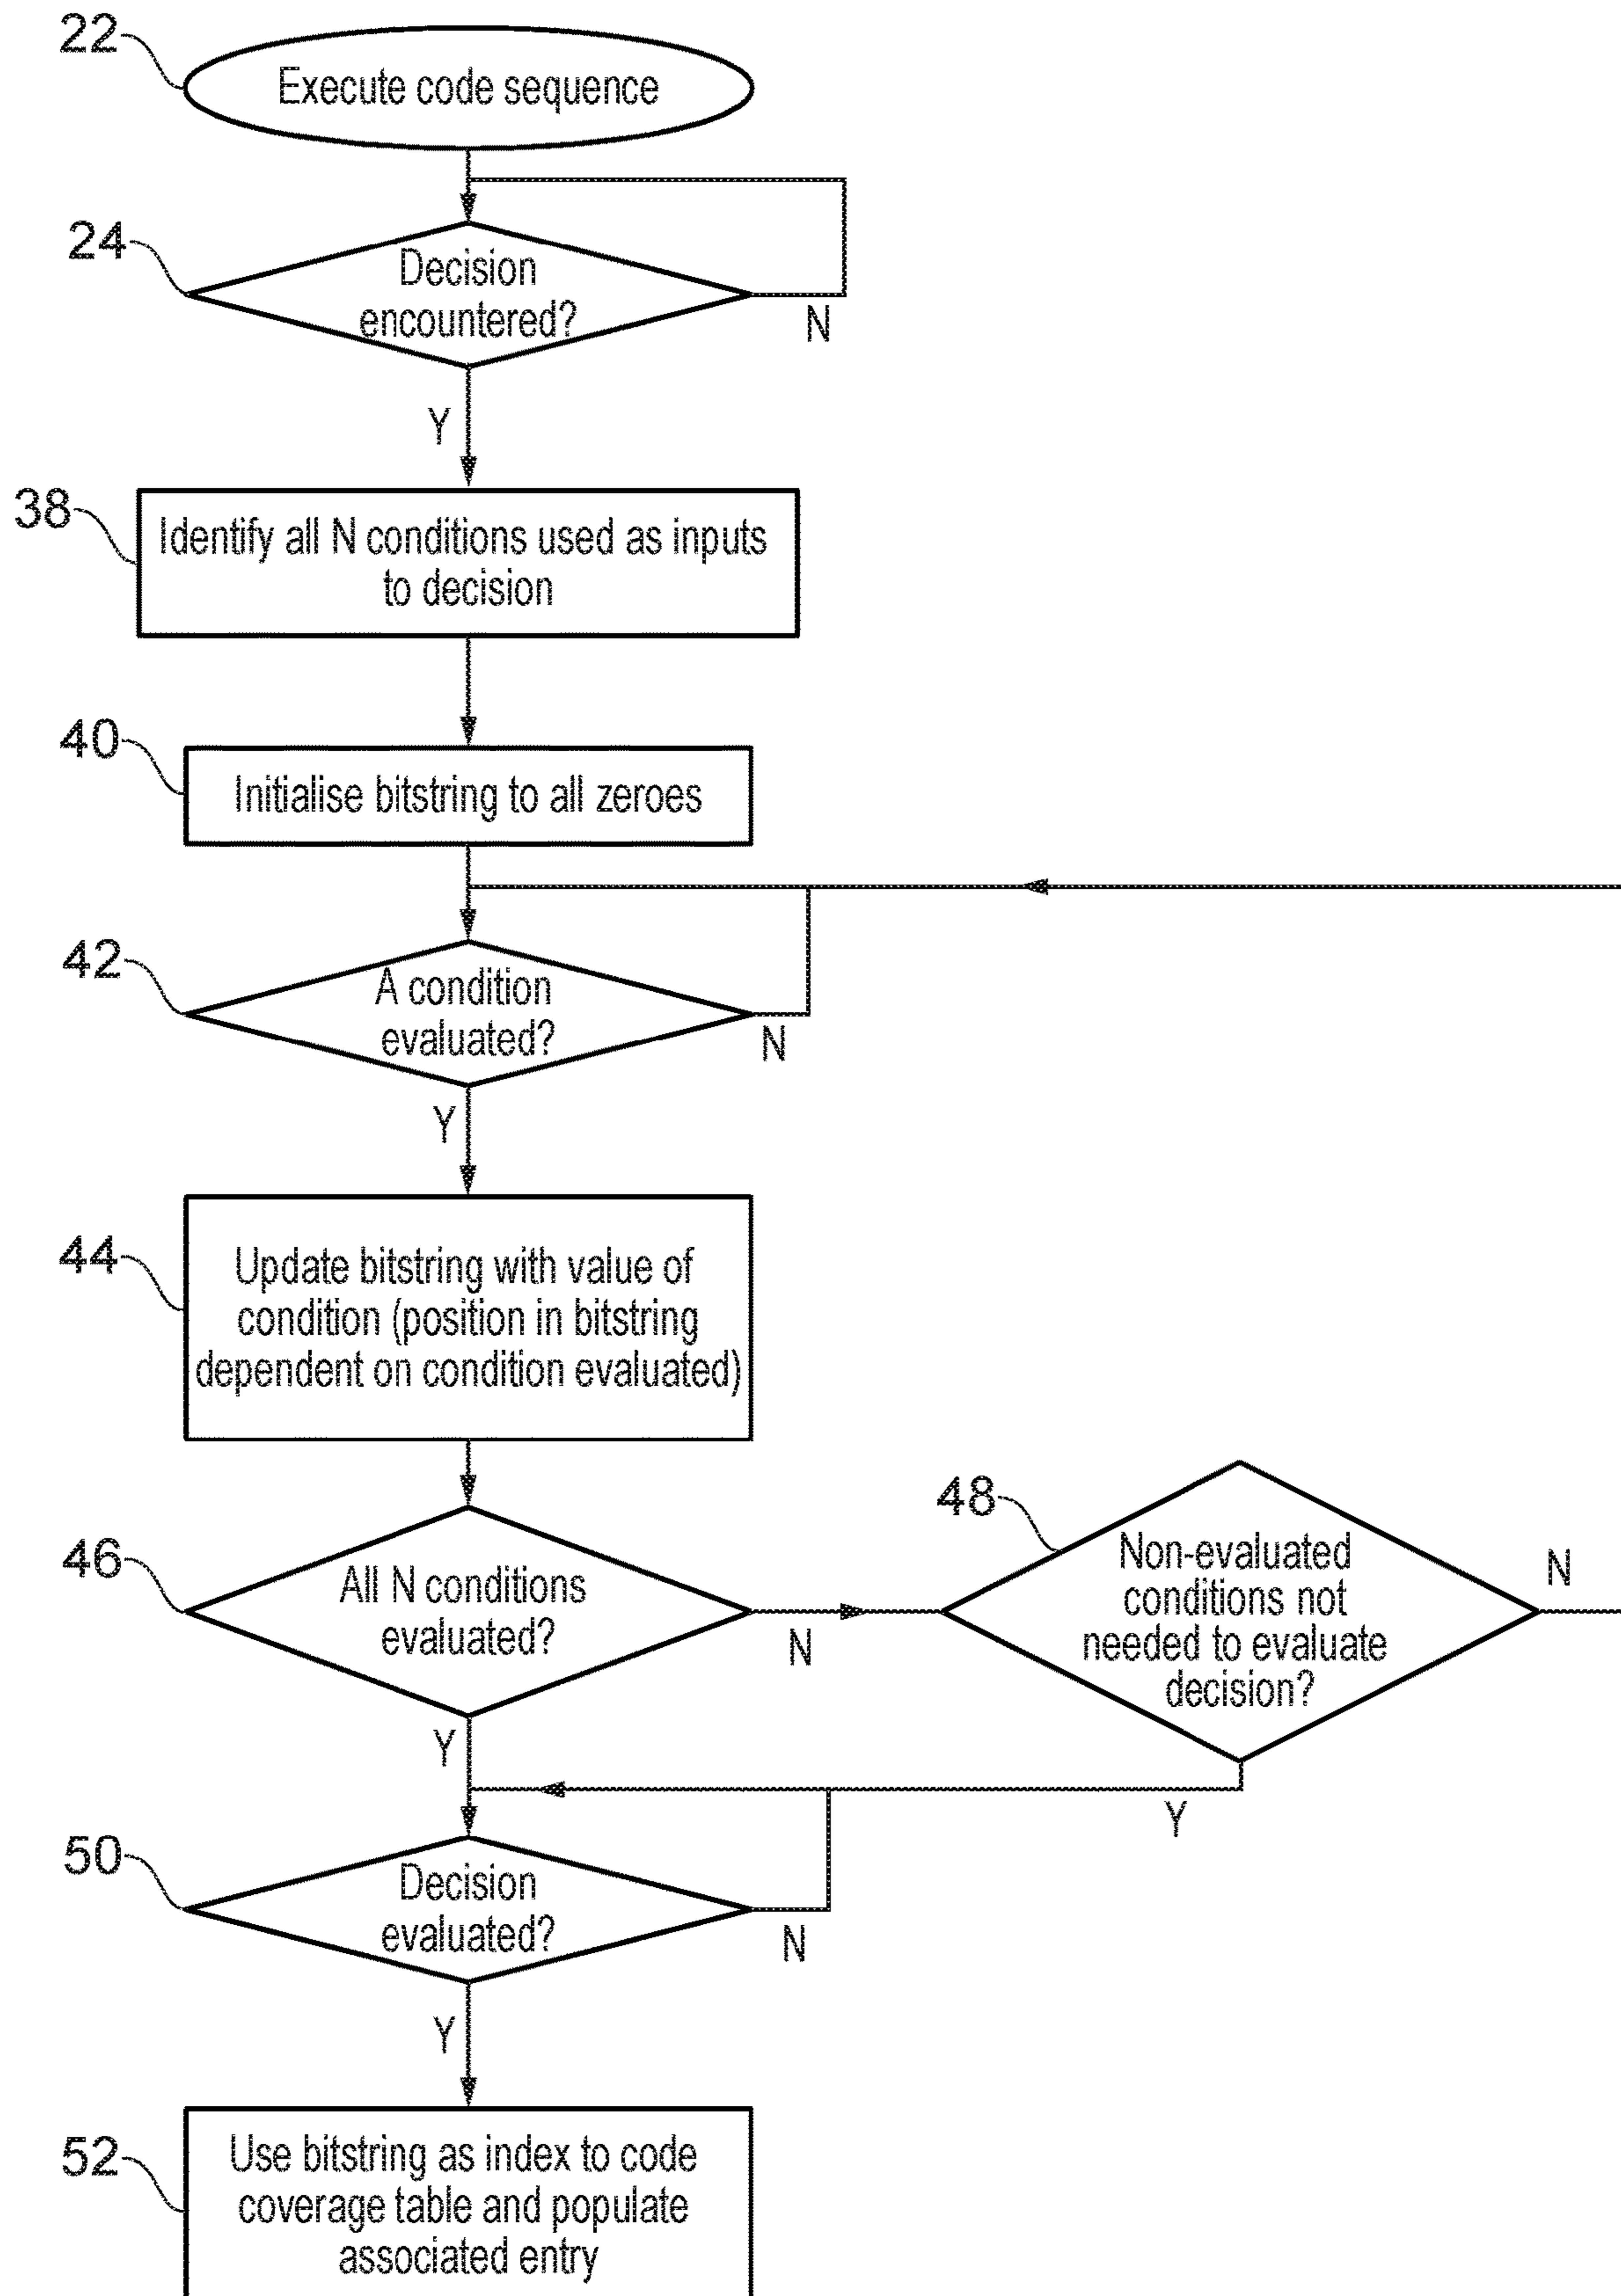 22
Execute code sequence
24
Decision
encountered?
N
Y
38
Identify all N conditions used as inputs
to decision
40
Initialise bitstring to all zeroes
42
A condition
evaluated?
N
Y
44
Update bitstring with value of
condition (position in bitstring
dependent on condition evaluated)
46
All N conditions
evaluated?
N
Y
48
Non-evaluated
conditions not
needed to evaluate
decision?
N
Y
50
Decision
evaluated?
N
Y
52
Use bitstring as index to code
coverage table and populate
associated entry